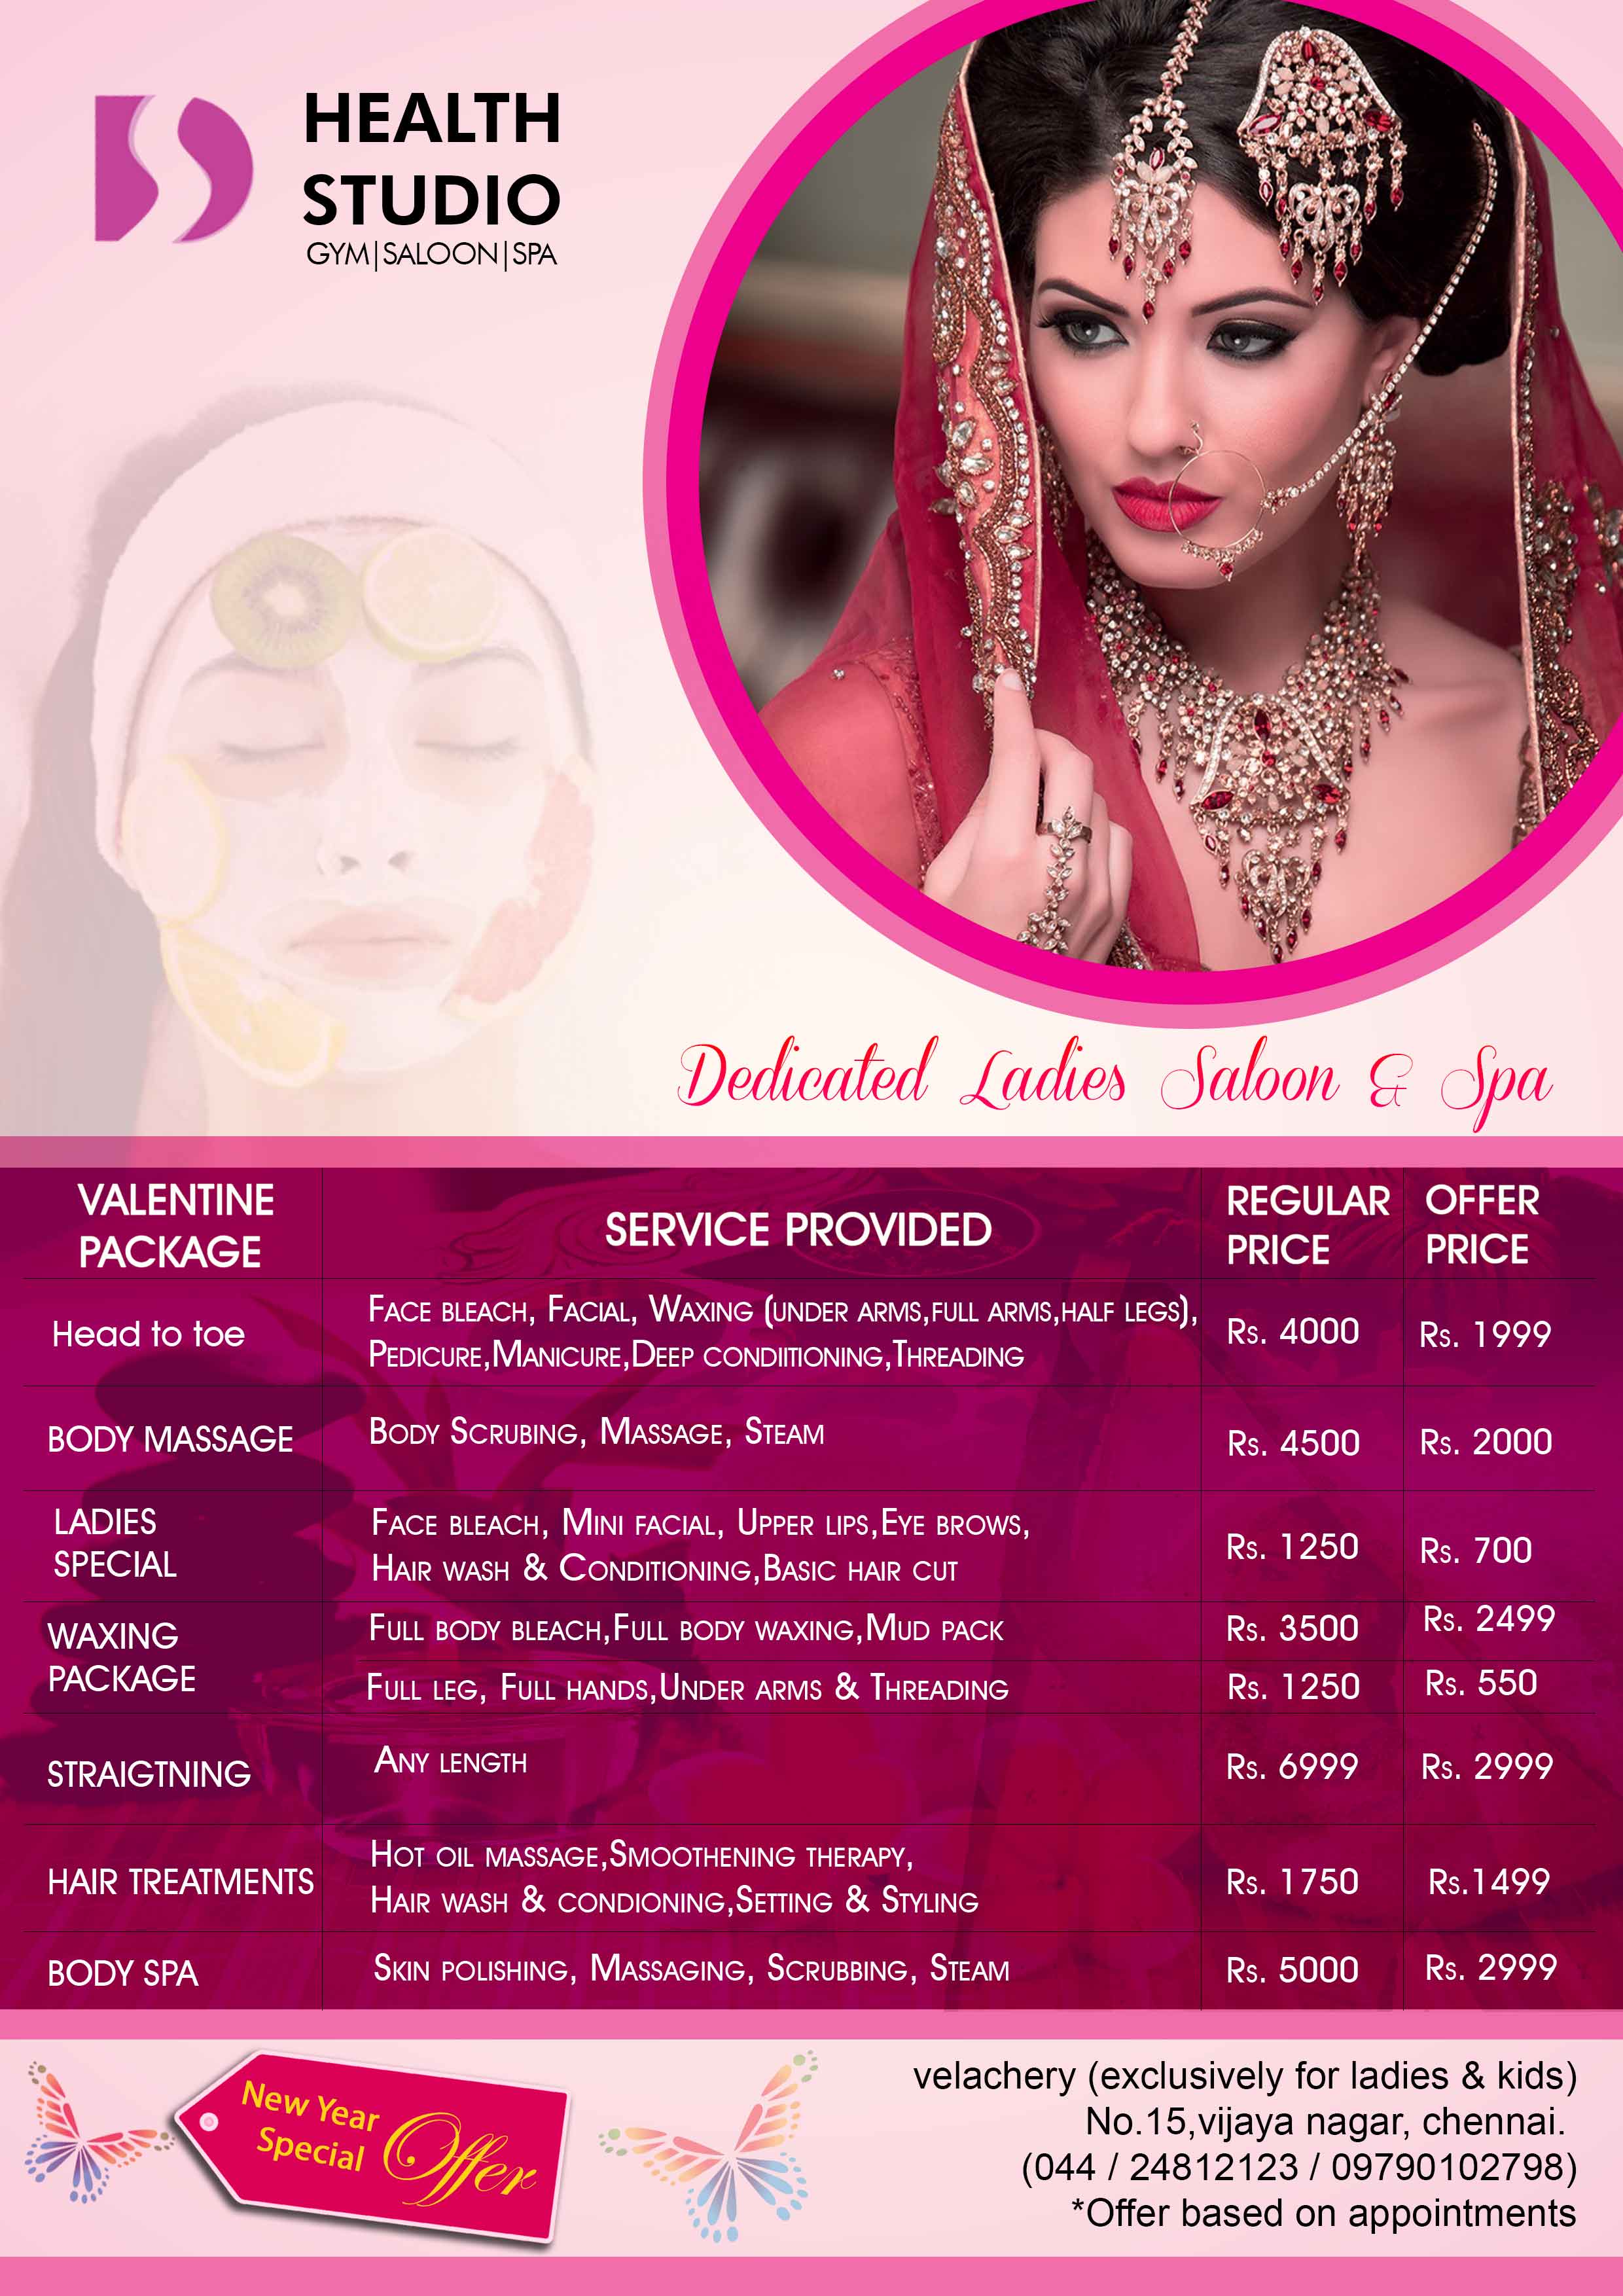 HEALTH
STUDIO
GYM|SALOON|SPA
Dedicated Ladies Saloon & Spa
VALENTINE
PACKAGE
SERVICE PROVIDED
REGULAR
PRICE
OFFER
PRICE
Head to toe
FACE BLEACH, FACIAL, WAXING (UNDER ARMS,FULL ARMS,HALF LEGS),
PEDICURE,MANICURE,DEEP CONDIITIONING,THREADING
RS. 4000
RS. 1999
BODY MASSAGE
BODY SCRUBING, MASSAGE, STEAM
RS. 4500
RS. 2000
LADIES
SPECIAL
FACE BLEACH, MINI FACIAL, UPPER LIPS,EYE BROWS,
HAIR WASH & CONDITIONING,BASIC HAIR CUT
RS. 1250
RS. 700
WAXING
PACKAGE
FULL BODY BLEACH,FULL BODY WAXING,MUD PACK
RS. 3500
RS. 2499
FULL LEG, FULL HANDS,UNDER ARMS & THREADING
RS. 1250
RS. 550
STRAIGTNING
ANY LENGTH
RS. 6999
RS. 2999
HAIR TREATMENTS
HOT OIL MASSAGE,SMOOTHENING THERAPY,
HAIR WASH & CONDIONING,SETTING & STYLING
RS. 1750
RS.1499
BODY SPA
SKIN POLISHING, MASSAGING, SCRUBBING, STEAM
RS. 5000
RS. 2999
New Year
Special
Offer
velachery (exclusively for ladies & kids)
No.15,vijaya nagar, chennai.
(044 / 24812123 / 09790102798)
*Offer based on appointments